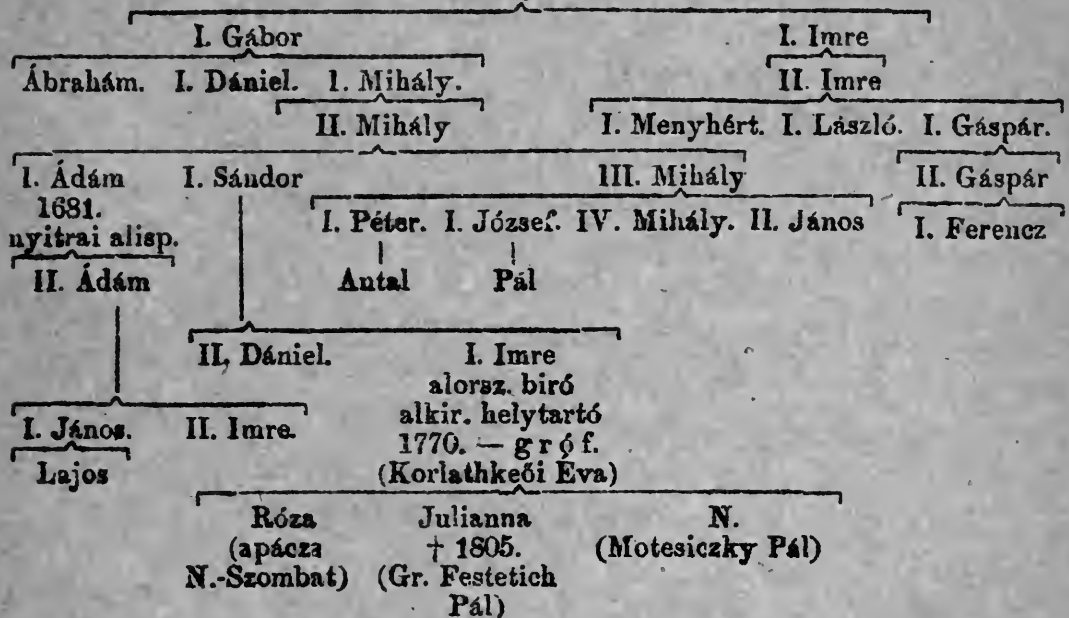 I. Gábor I. Imre
Ábrahám. I. Dániel. I. Mihály. II. Imre
II. Mihály I. Menyhért. I. László. I. Gáspár.
I. Ádám I. Sándor III. Mihály II. Gáspár
1681. I. Péter. I. József. IV. Mihály. II. János I. Ferencz
nyitrai alisp.
II. Ádám Antal Pál
II, Dániel. I. Imre
alorsz. biró
alkir. helytartó
I. János. II. Imre.
1770. — gróf.
Lajos (Korlathkeői Éva)
Róza Julianna N.
(apácza † 1805. (Motesiczky Pál)
N.-Szombat) (Gr. Festetich
Pál)